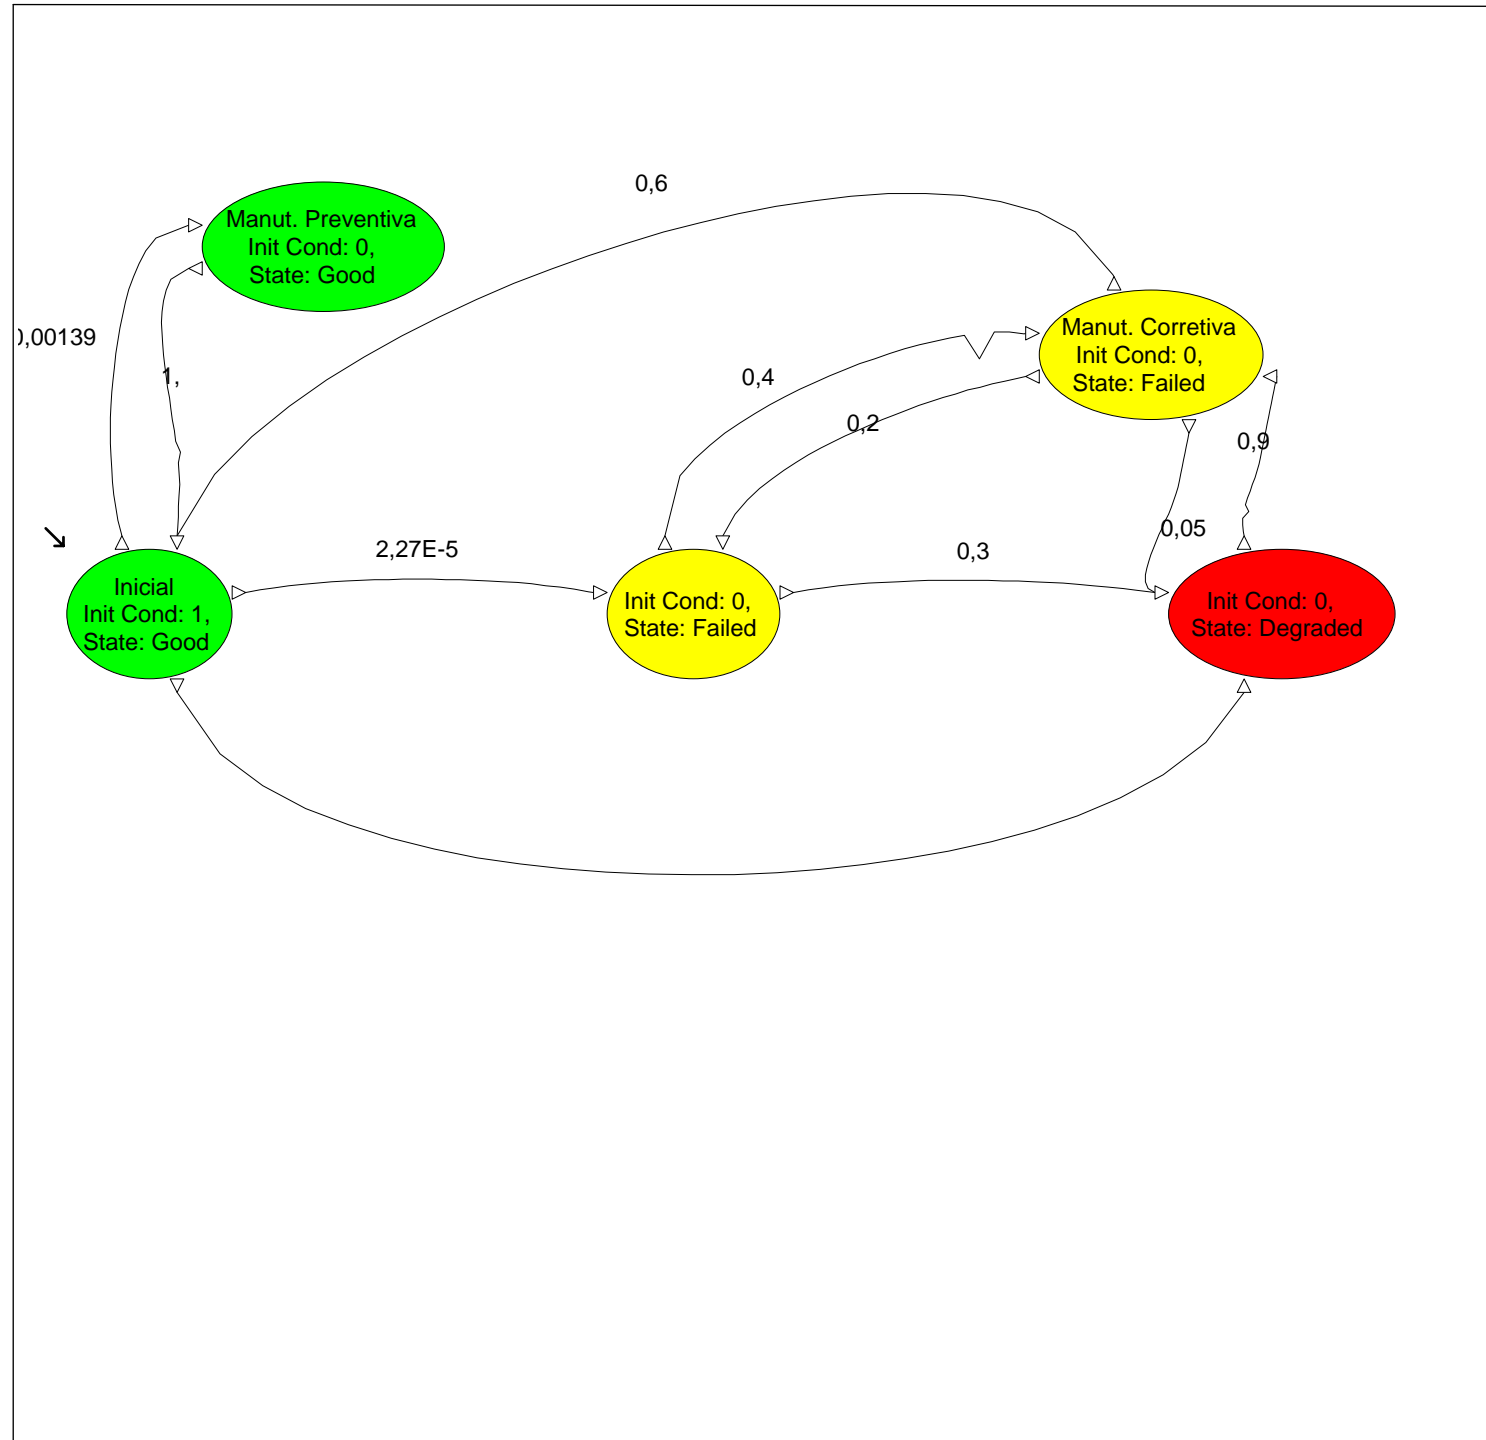 0,6
Manut. Preventiva
Init Cond: 0,
State: Good
0,00139
1,
Manut. Corretiva
Init Cond: 0,
State: Failed
0,4
0,2
0,9
0,05
2,27E-5
0,3
Inicial
Init Cond: 1,
State: Good
Init Cond: 0,
State: Failed
Init Cond: 0,
State: Degraded